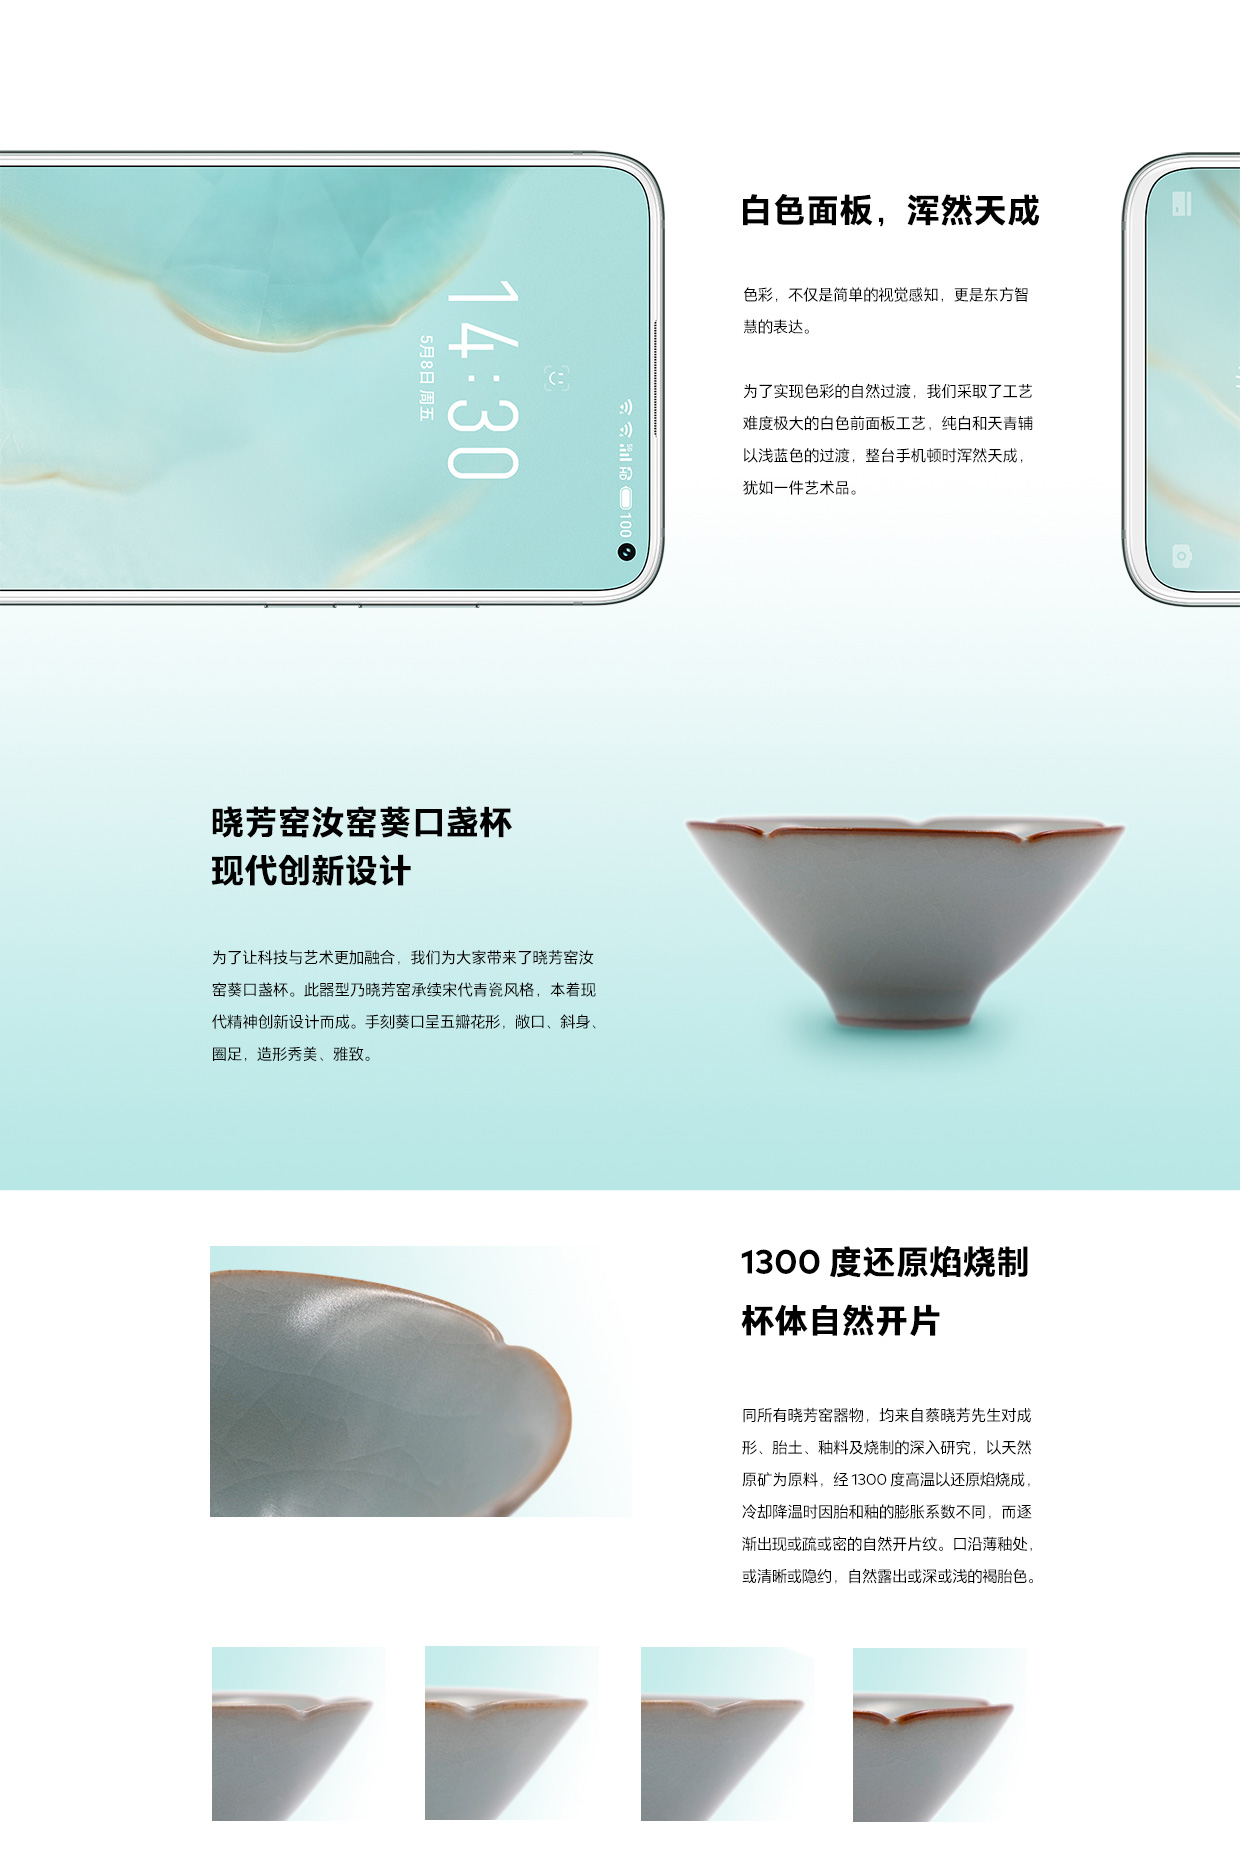 白色面板，浑然天成
色彩，不仅是简单的视觉感知，更是东方智
慧的表达。
为了实现色彩的自然过渡，我们采取了工艺
难度极大的白色前面板工艺，纯白和天青辅
以浅蓝色的过渡，整台手机顿时浑然天成，
犹如一件艺术品。
14:30
5月8日 周五
5G
HD
100
晓芳窑汝窑葵口盏杯
现代创新设计
为了让科技与艺术更加融合，我们为大家带来了晓芳窑汝
窑葵口盏杯。此器型乃晓芳窑承续宋代青瓷风格，本着现
代精神创新设计而成。手刻葵口呈五瓣花形，敞口、斜身、
圈足，造形秀美、雅致。
1300 度还原焰烧制
杯体自然开片
同所有晓芳窑器物，均来自蔡晓芳先生对成
形、胎土、釉料及烧制的深入研究，以天然
原矿为原料，经 1300 度高温以还原焰烧成，
冷却降温时因胎和釉的膨胀系数不同，而逐
渐出现或疏或密的自然开片纹。口沿薄釉处，
或清晰或隐约，自然露出或深或浅的褐胎色。